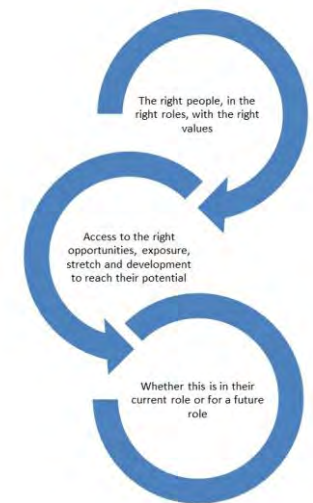 The right people, in the
right roles, with the right
values
Access to the right
opportunities, exposure,
stretch and development
to reach their potential
Whether this is in their
current role or for a future
role